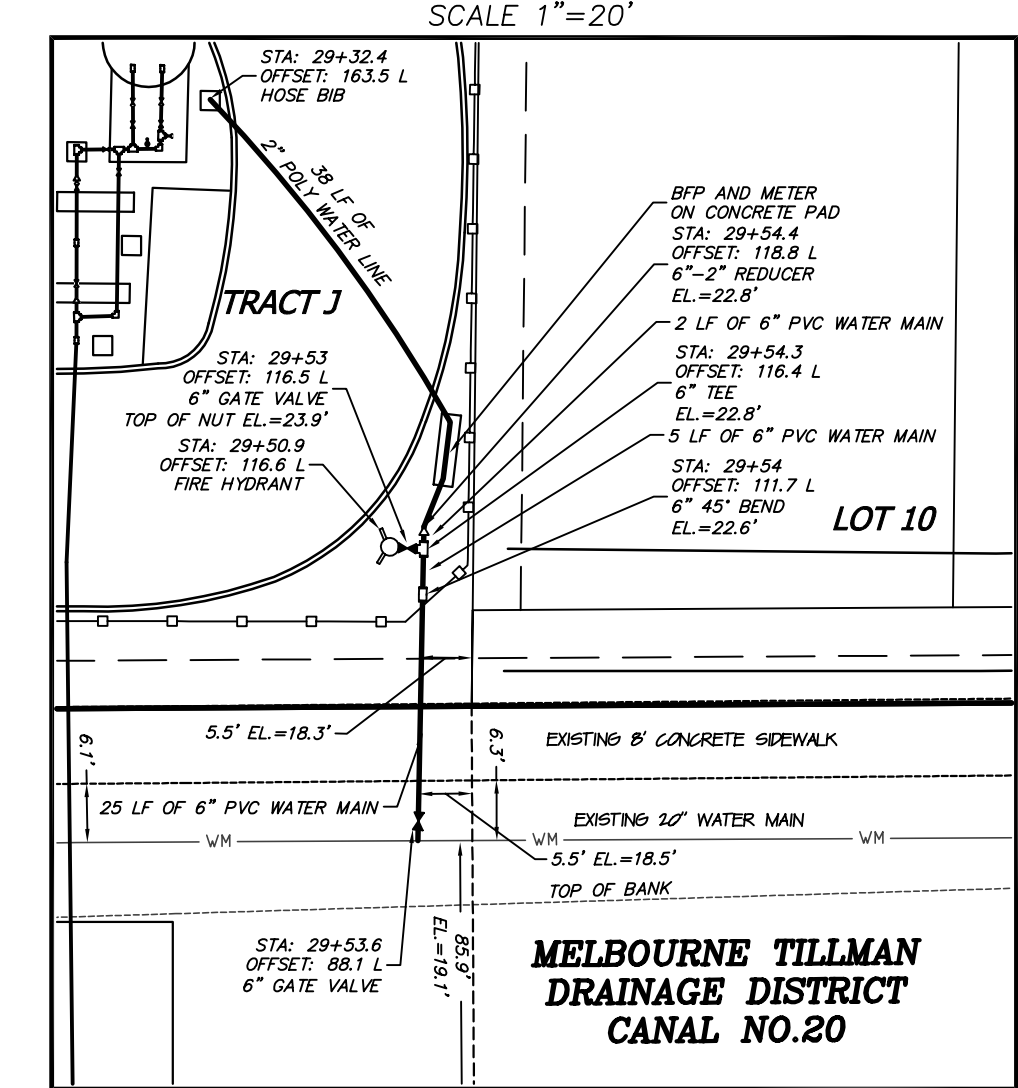 SCALE 1"=20'
STA: 29+32.4
OFFSET: 163.5 L
HOSE BIB
38 LF OF
2" POLY WATER LINE
TRACT J
BFP AND METER
ON CONCRETE PAD
STA: 29+54.4
OFFSET: 118.8 L
6"-2" REDUCER
EL.=22.8'
2 LF OF 6" PVC WATER MAIN
STA: 29+54.3
OFFSET: 116.4 L
6" TEE
EL.=22.8'
5 LF OF 6" PVC WATER MAIN
STA: 29+54
OFFSET: 111.7 L
6" 45° BEND
EL.=22.6'
LOT 10
STA: 29+53
OFFSET: 116.5 L
6" GATE VALVE
TOP OF NUT EL.=23.9'
STA: 29+50.9
OFFSET: 116.6 L
FIRE HYDRANT
5.5' EL.=18.3'
6.1'
6.3'
EXISTING 8' CONCRETE SIDEWALK
25 LF OF 6" PVC WATER MAIN
EXISTING 20" WATER MAIN
WM
WM
WM
5.5' EL.=18.5'
TOP OF BANK
85.9'
EL.=19.1'
STA: 29+53.6
OFFSET: 88.1 L
6" GATE VALVE
MELBOURNE TILLMAN
DRAINAGE DISTRICT
CANAL NO.20